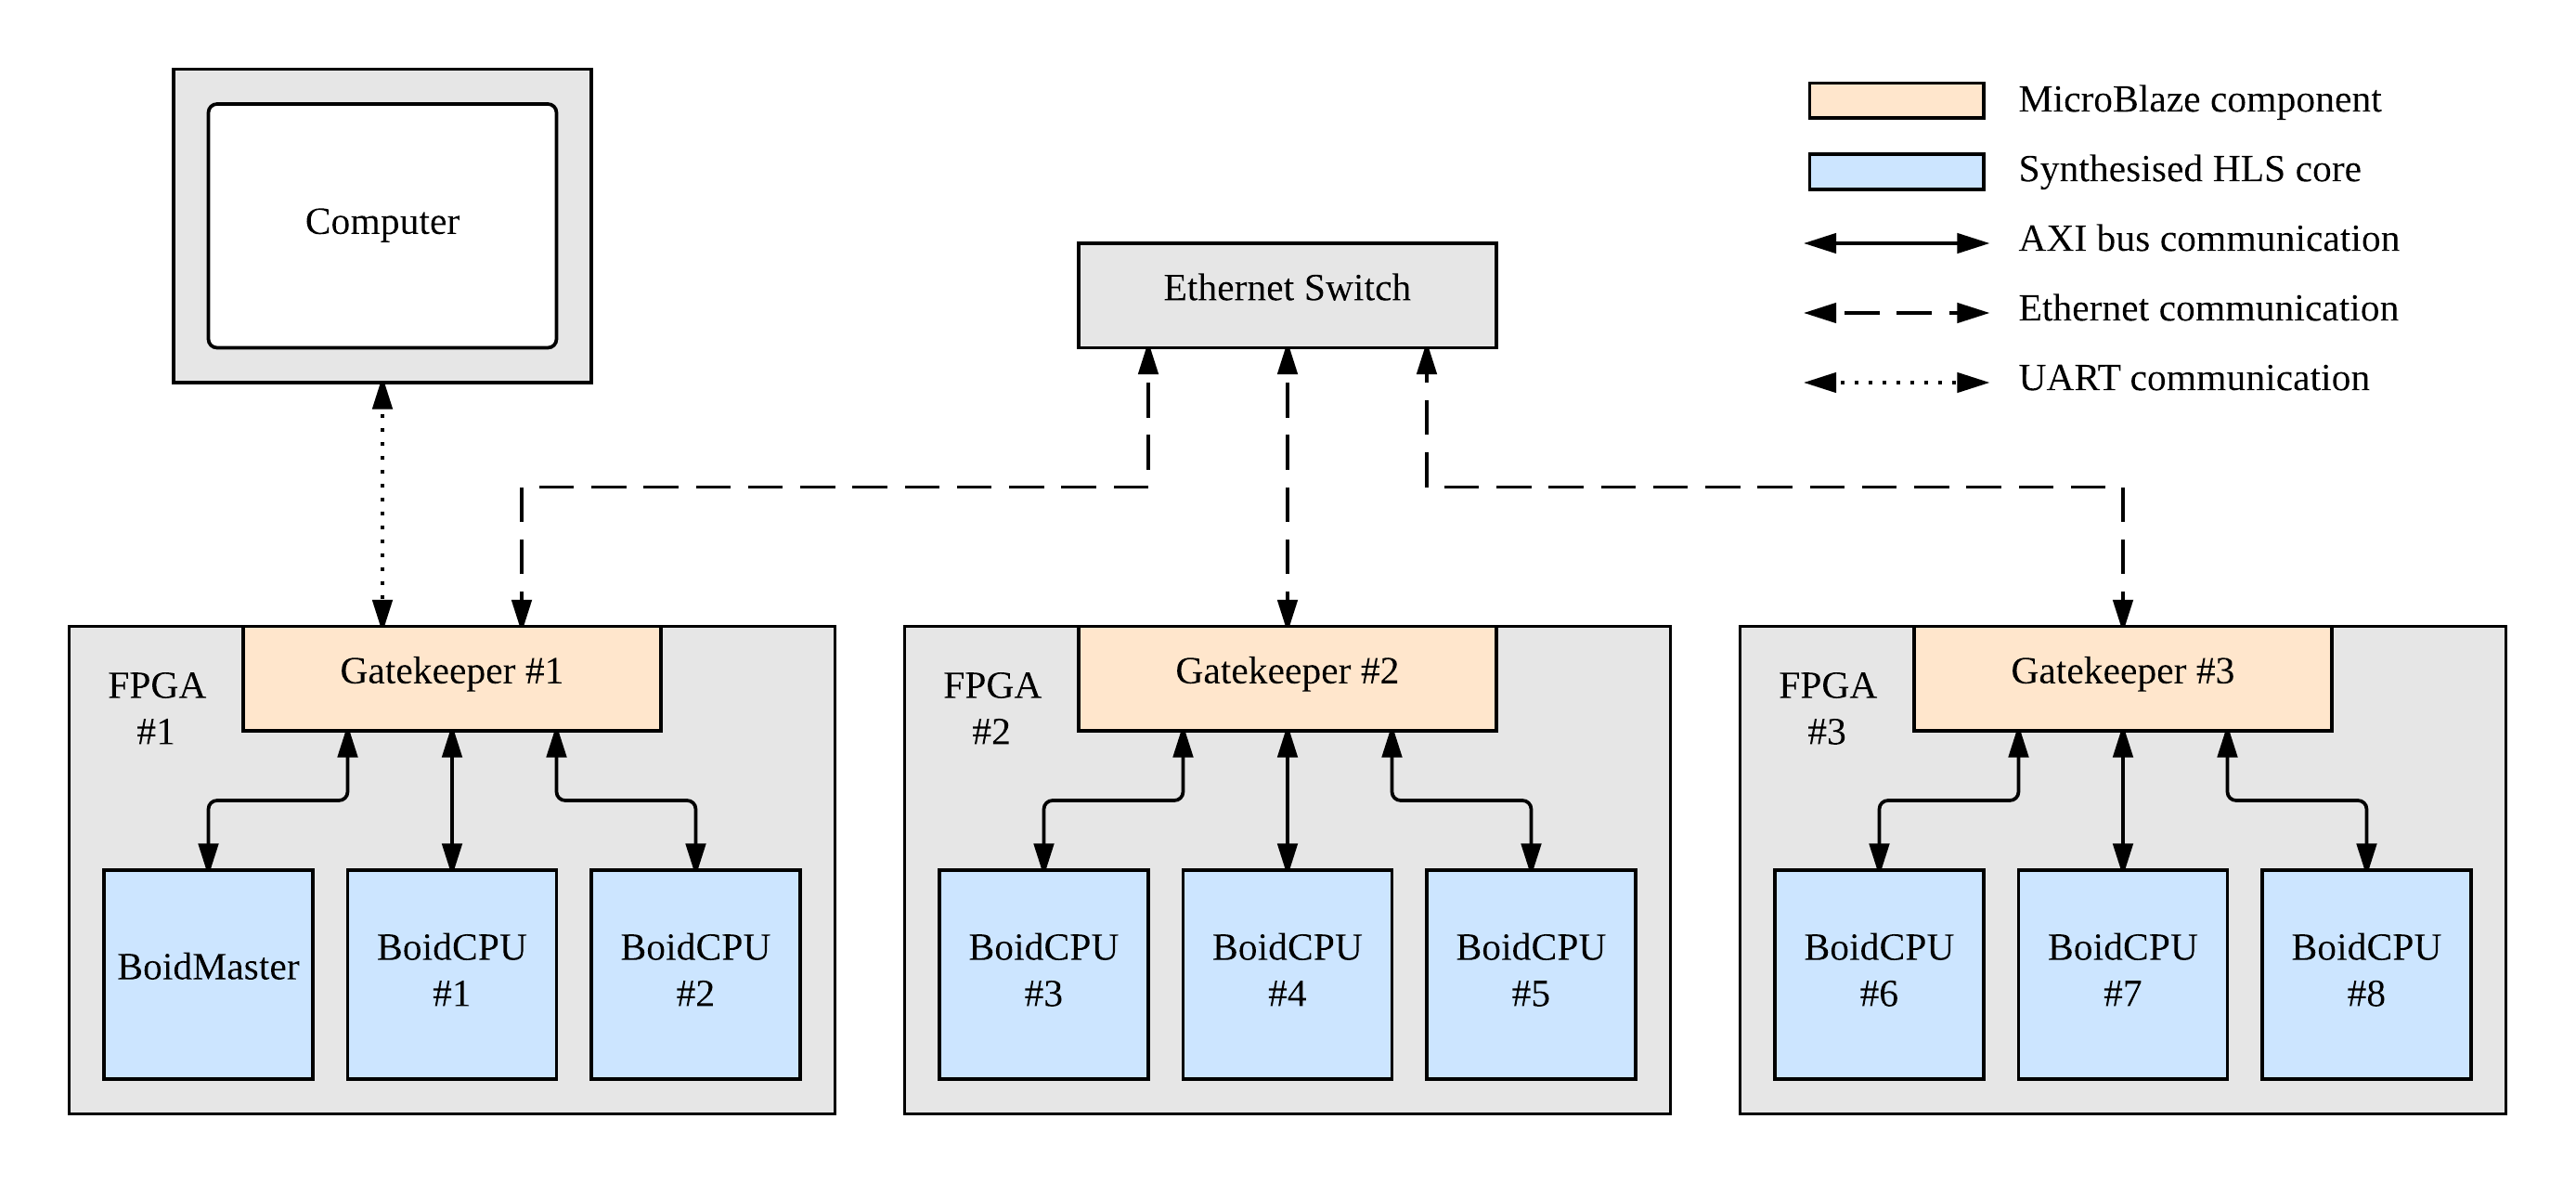 Computer
MicroBlaze component
Synthesised HLS core
AXI bus communication
Ethernet communication
UART communication
Ethernet Switch
FPGA
#1
Gatekeeper #1
BoidMaster
BoidCPU
#1
BoidCPU
#2
FPGA
#2
Gatekeeper #2
BoidCPU
#3
BoidCPU
#4
BoidCPU
#5
FPGA
#3
Gatekeeper #3
BoidCPU
#6
BoidCPU
#7
BoidCPU
#8